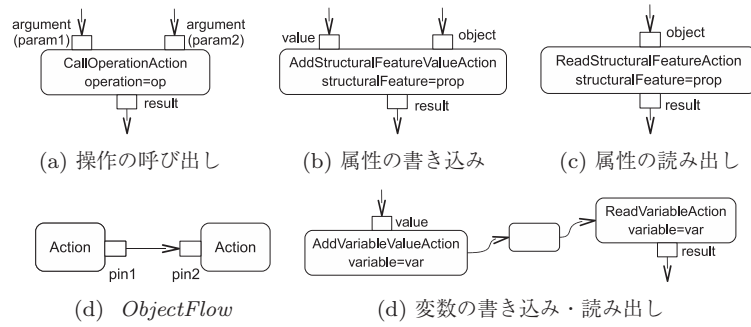 argument
(param1)
argument
(param2)
CallOperationAction
operation=op
result
(a) 操作の呼び出し
value
object
AddStructuralFeatureValueAction
structuralFeature=prop
result
(b) 属性の書き込み
object
ReadStructuralFeatureAction
structuralFeature=prop
result
(c) 属性の読み出し
Action
Action
pin1
pin2
(d) ObjectFlow
value
AddVariableValueAction
variable=var
ReadVariableAction
variable=var
result
(d) 変数の書き込み・読み出し